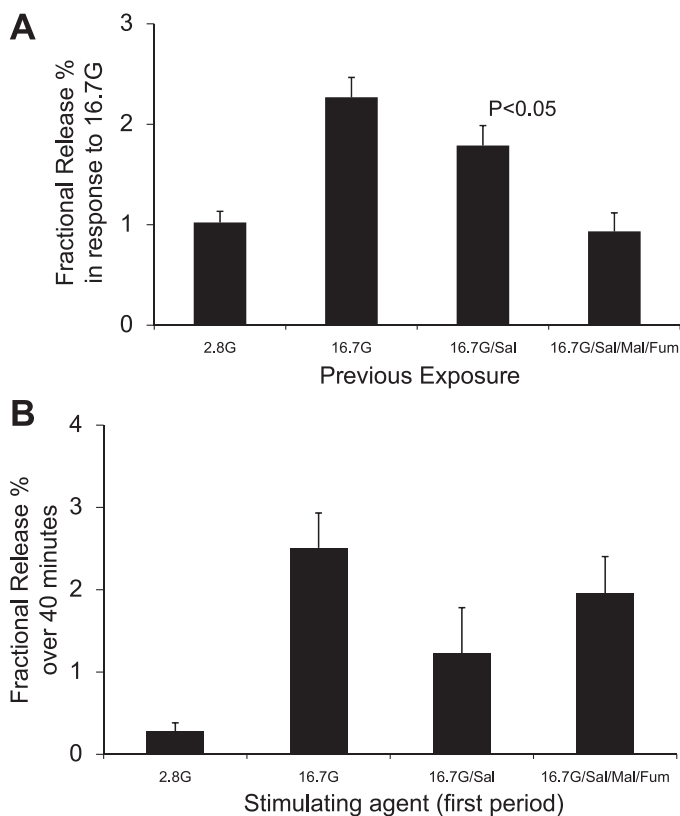 A
Fractional Release %
in response to 16.7G
3
2
1
0
P<0.05
2.8G 16.7G 16.7G/Sal 16.7G/Sal/Mal/Fum
Previous Exposure
B
Fractional Release %
over 40 minutes
4
3
2
1
0
2.8G 16.7G 16.7G/Sal 16.7G/Sal/Mal/Fum
Stimulating agent (first period)